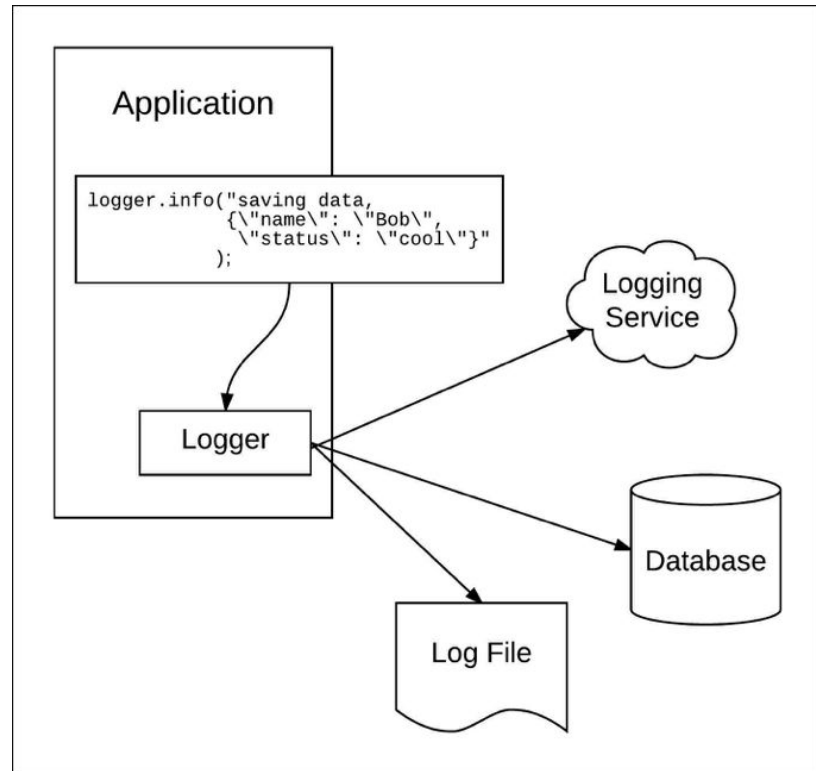 Application
logger.info("saving data,
{\"name\": \"Bob\",
\"status\": \"cool\"}"
);
Logging
Service
Logger
Database
Log File